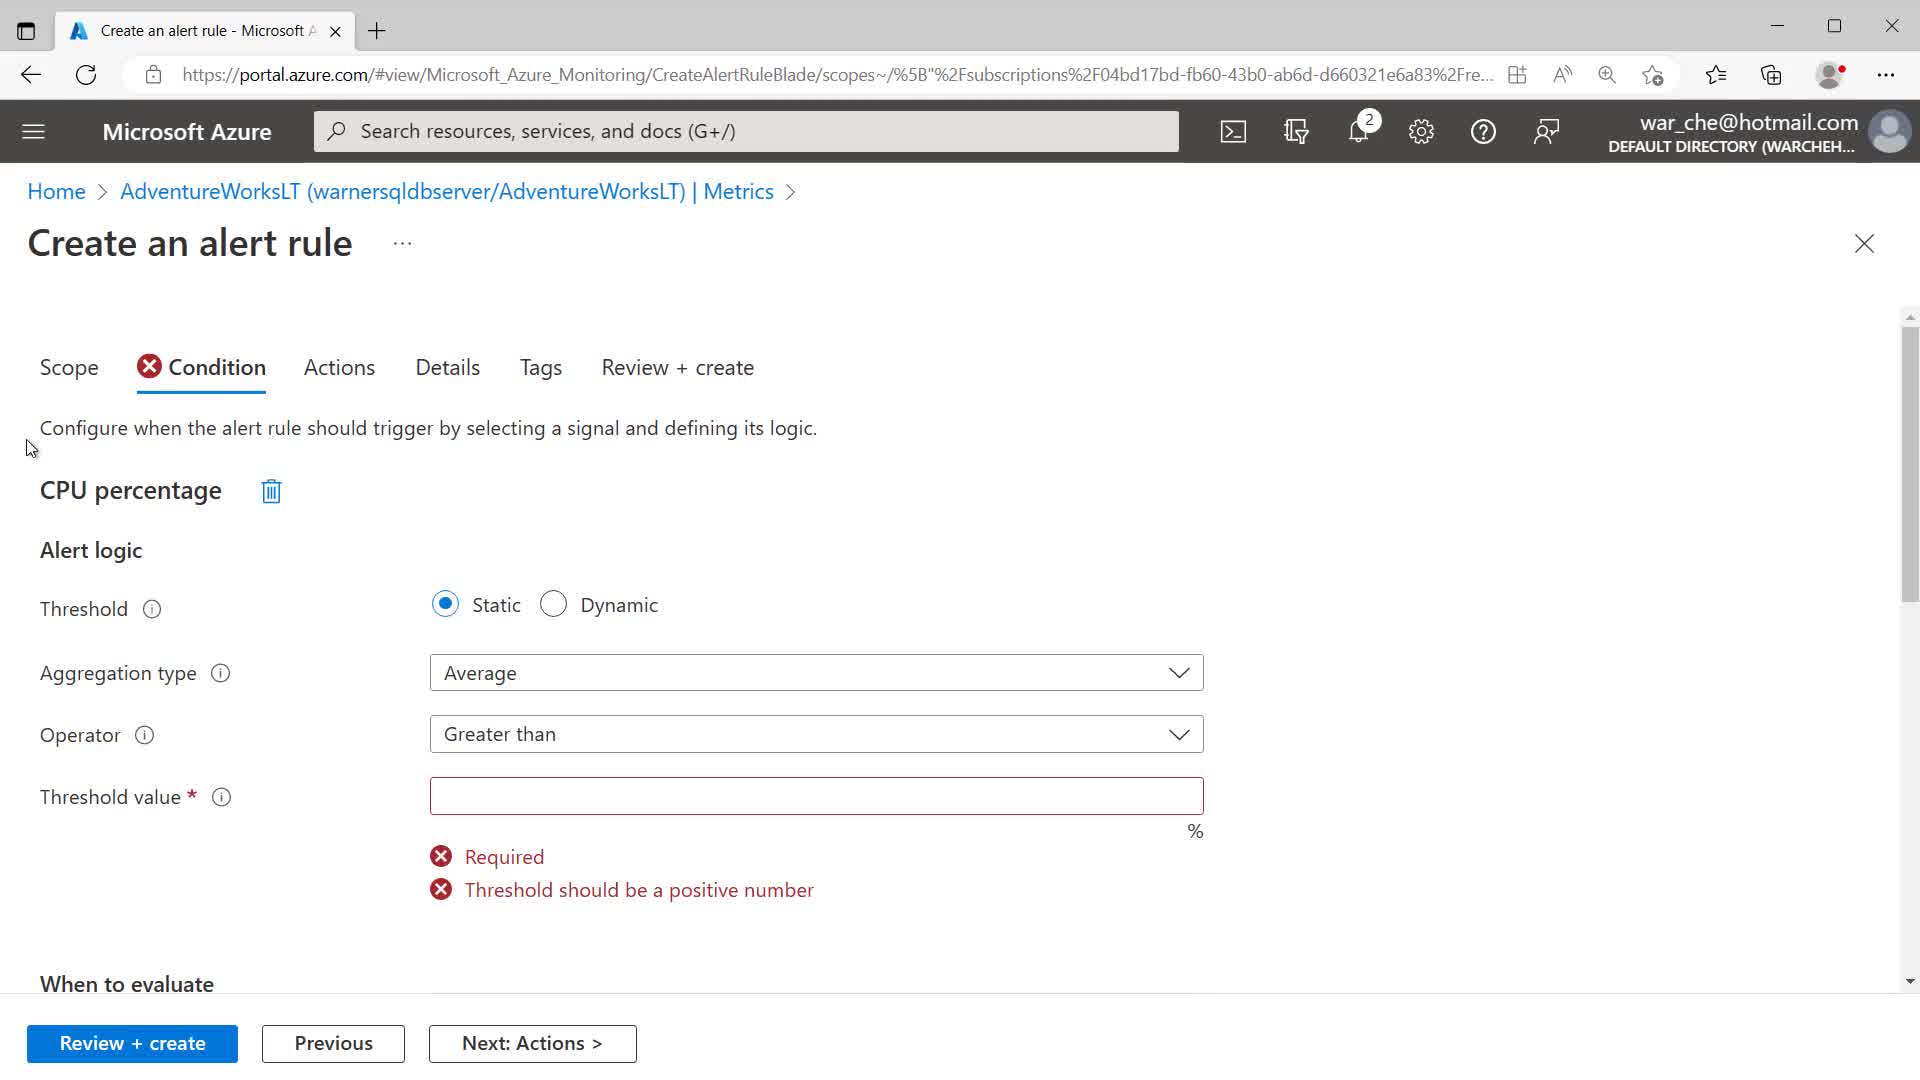 Create an alert rule - Microsoft A
https://portal.azure.com/#view/Microsoft_Azure_Monitoring/CreateAlertRuleBlade/scopes~/%5B"%2Fsubscriptions%2F04bd17bd-fb60-43b0-ab6d-d660321e6a83%2Fre...
Microsoft Azure
Search resources, services, and docs (G+/)
2
war_che@hotmail.com
DEFAULT DIRECTORY (WARCHEH...
Home > AdventureWorksLT (warnersqldbserver/AdventureWorksLT) | Metrics >
Create an alert rule ...
Scope Condition Actions Details Tags Review + create
Configure when the alert rule should trigger by selecting a signal and defining its logic.
CPU percentage
Alert logic
Threshold Static Dynamic
Aggregation type Average
Operator Greater than
Threshold value *
%
Required
Threshold should be a positive number
When to evaluate
Review + create Previous Next: Actions >